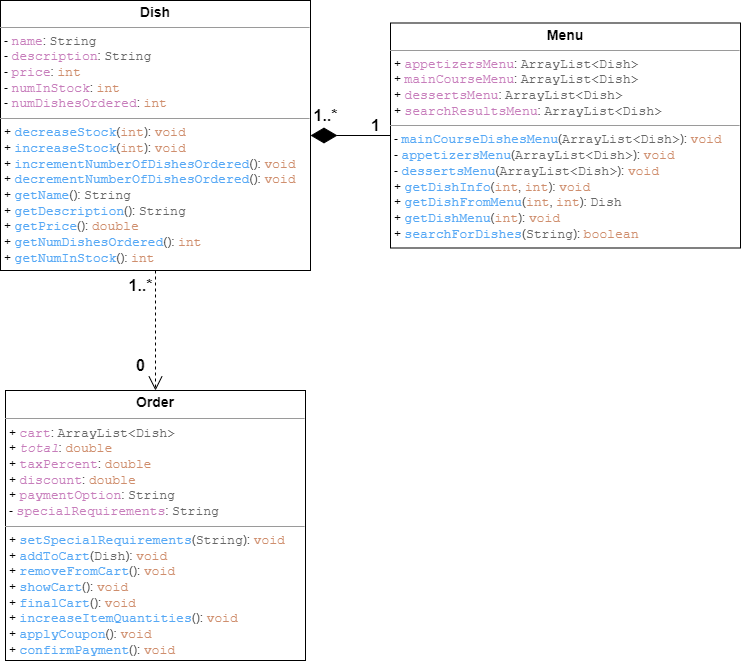 Dish
- name: String
- description: String
- price: int
- numInStock: int
- numDishesOrdered: int
+ decreaseStock(int): void
+ increaseStock(int): void
+ incrementNumberOfDishesOrdered(): void
+ decrementNumberOfDishesOrdered(): void
+ getName(): String
+ getDescription(): String
+ getPrice(): double
+ getNumDishesOrdered(): int
+ getNumInStock(): int
1..*
1
Menu
+ appetizersMenu: ArrayList<Dish>
+ mainCourseMenu: ArrayList<Dish>
+ dessertsMenu: ArrayList<Dish>
+ searchResultsMenu: ArrayList<Dish>
- mainCourseDishesMenu(ArrayList<Dish>): void
- appetizersMenu(ArrayList<Dish>): void
- dessertsMenu(ArrayList<Dish>): void
+ getDishInfo(int, int): void
+ getDishFromMenu(int, int): Dish
+ getDishMenu(int): void
+ searchForDishes(String): boolean
1..*
0
Order
+ cart: ArrayList<Dish>
+ total: double
+ taxPercent: double
+ discount: double
+ paymentOption: String
- specialRequirements: String
+ setSpecialRequirements(String): void
+ addToCart(Dish): void
+ removeFromCart(): void
+ showCart(): void
+ finalCart(): void
+ increaseItemQuantities(): void
+ applyCoupon(): void
+ confirmPayment(): void